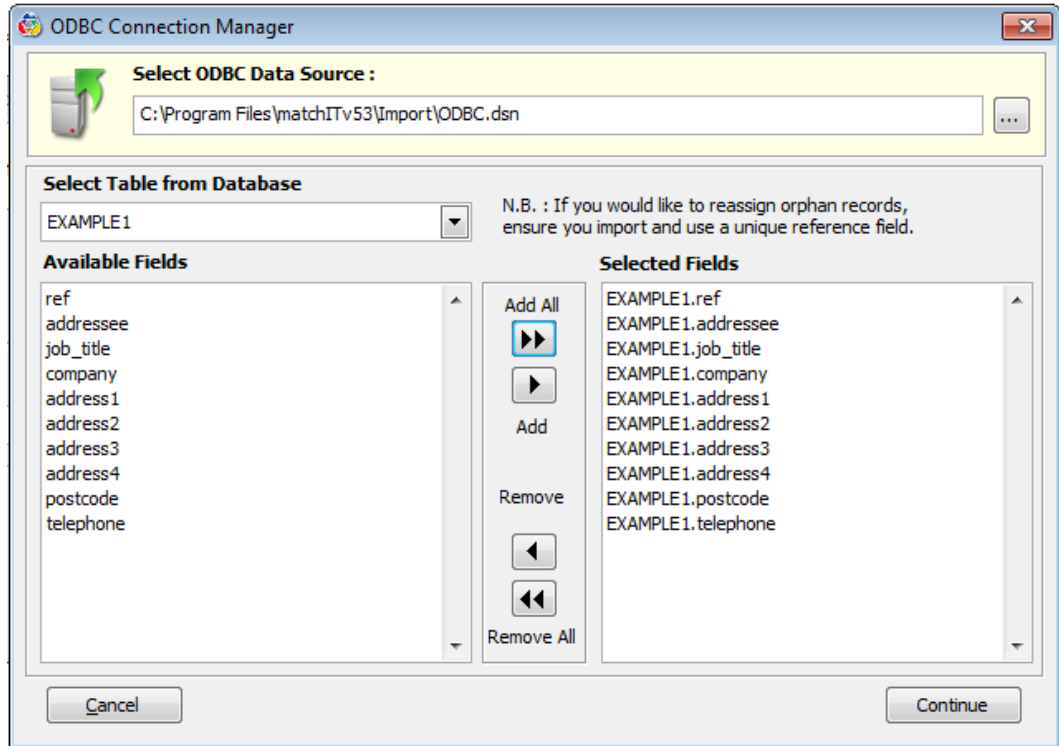 ODBC Connection Manager
Select ODBC Data Source :
C:\Program Files\matchITv53\Import\ODBC.dsn
...
Select Table from Database
EXAMPLE1
N.B. : If you would like to reassign orphan records,
ensure you import and use a unique reference field.
Available Fields
ref
addressee
job_title
company
address1
address2
address3
address4
postcode
telephone
Add All
Add
Remove
Remove All
Selected Fields
EXAMPLE1.ref
EXAMPLE1.addressee
EXAMPLE1.job_title
EXAMPLE1.company
EXAMPLE1.address1
EXAMPLE1.address2
EXAMPLE1.address3
EXAMPLE1.address4
EXAMPLE1.postcode
EXAMPLE1.telephone
Cancel
Continue